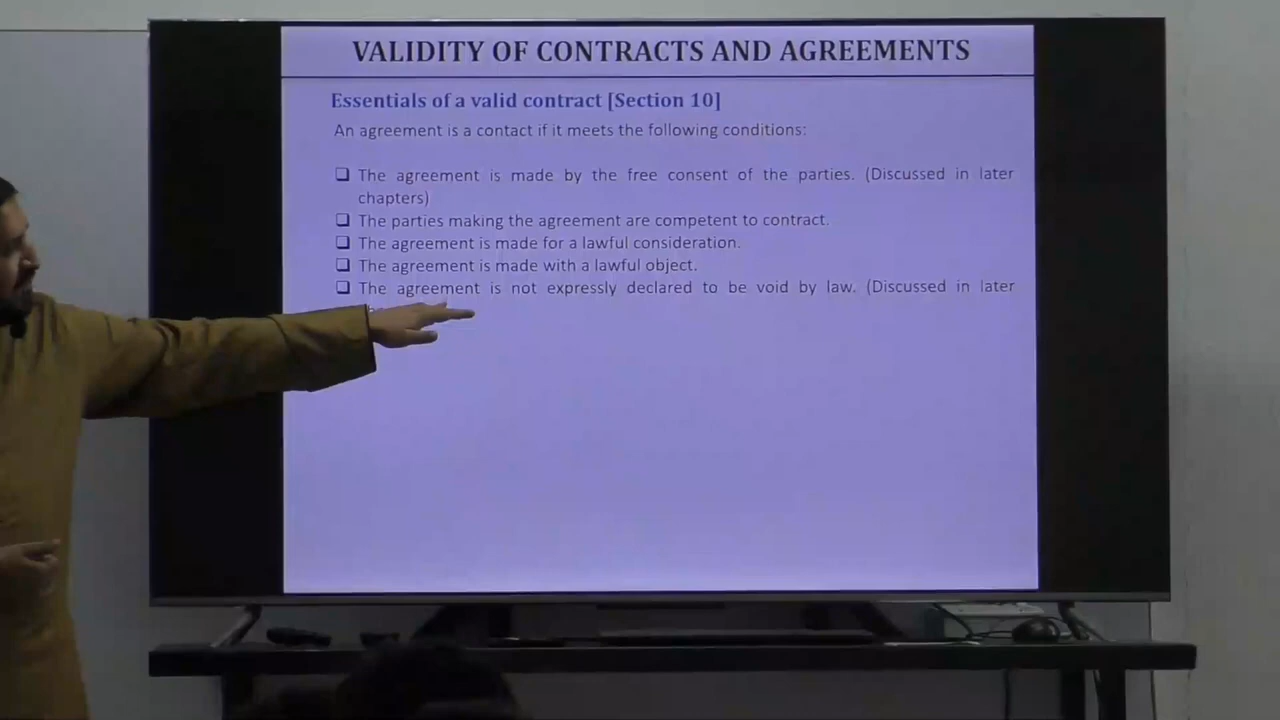 VALIDITY OF CONTRACTS AND AGREEMENTS
Essentials of a valid contract [Section 10]
An agreement is a contact if it meets the following conditions:
❑ The agreement is made by the free consent of the parties. (Discussed in later
chapters)
❑ The parties making the agreement are competent to contract.
❑ The agreement is made for a lawful consideration.
❑ The agreement is made with a lawful object.
❑ The agreement is not expressly declared to be void by law. (Discussed in later